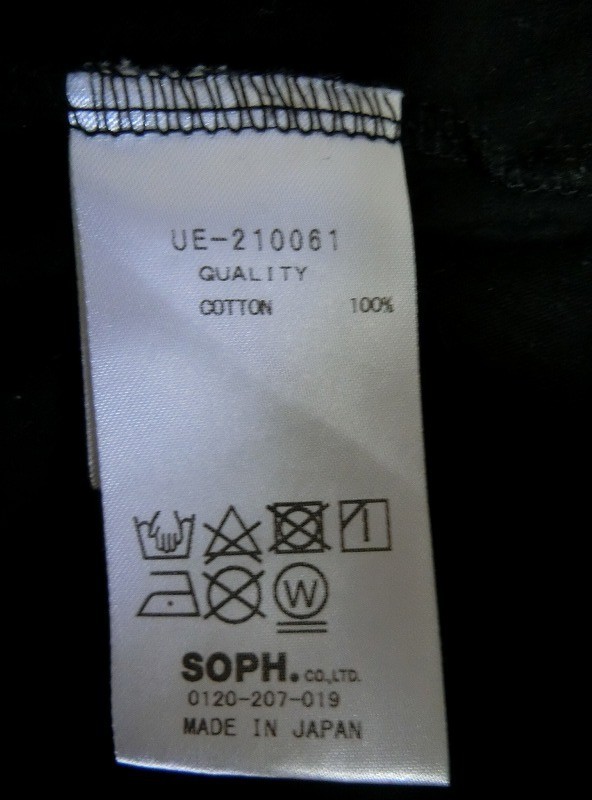 UE-210061
QUALITY
COTTON 100%
W
SOPH. CO.,LTD.
0120-207-019
MADE IN JAPAN